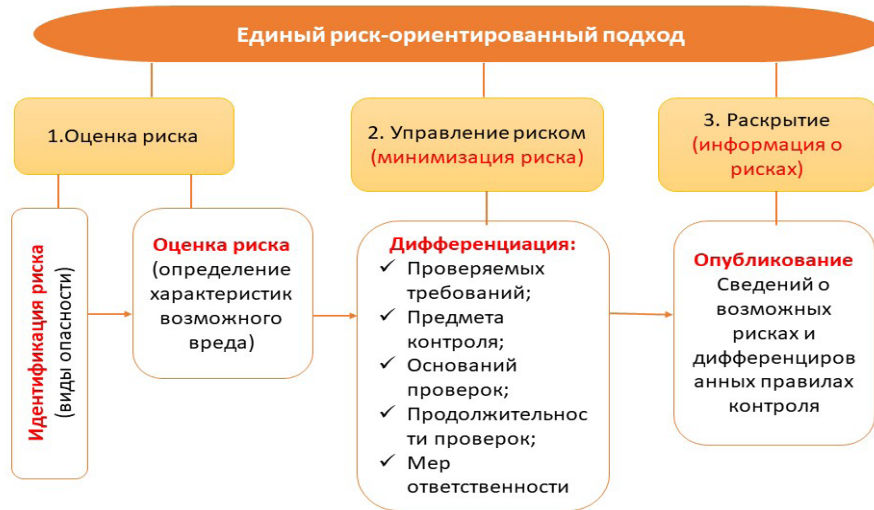 Единый риск-ориентированный подход
1.Оценка риска
2. Управление риском
(минимизация риска)
3. Раскрытие
(информация о
рисках)
Идентификация риска
(виды опасности)
Оценка риска
(определение
характеристик
возможного
вреда)
Дифференциация:
✓ Проверяемых
требований;
✓ Предмета
контроля;
✓ Оснований
проверок;
✓ Продолжительнос
ти проверок;
✓ Мер
ответственности
Опубликование
Сведений о
возможных
рисках и
дифференциров
анных правилах
контроля